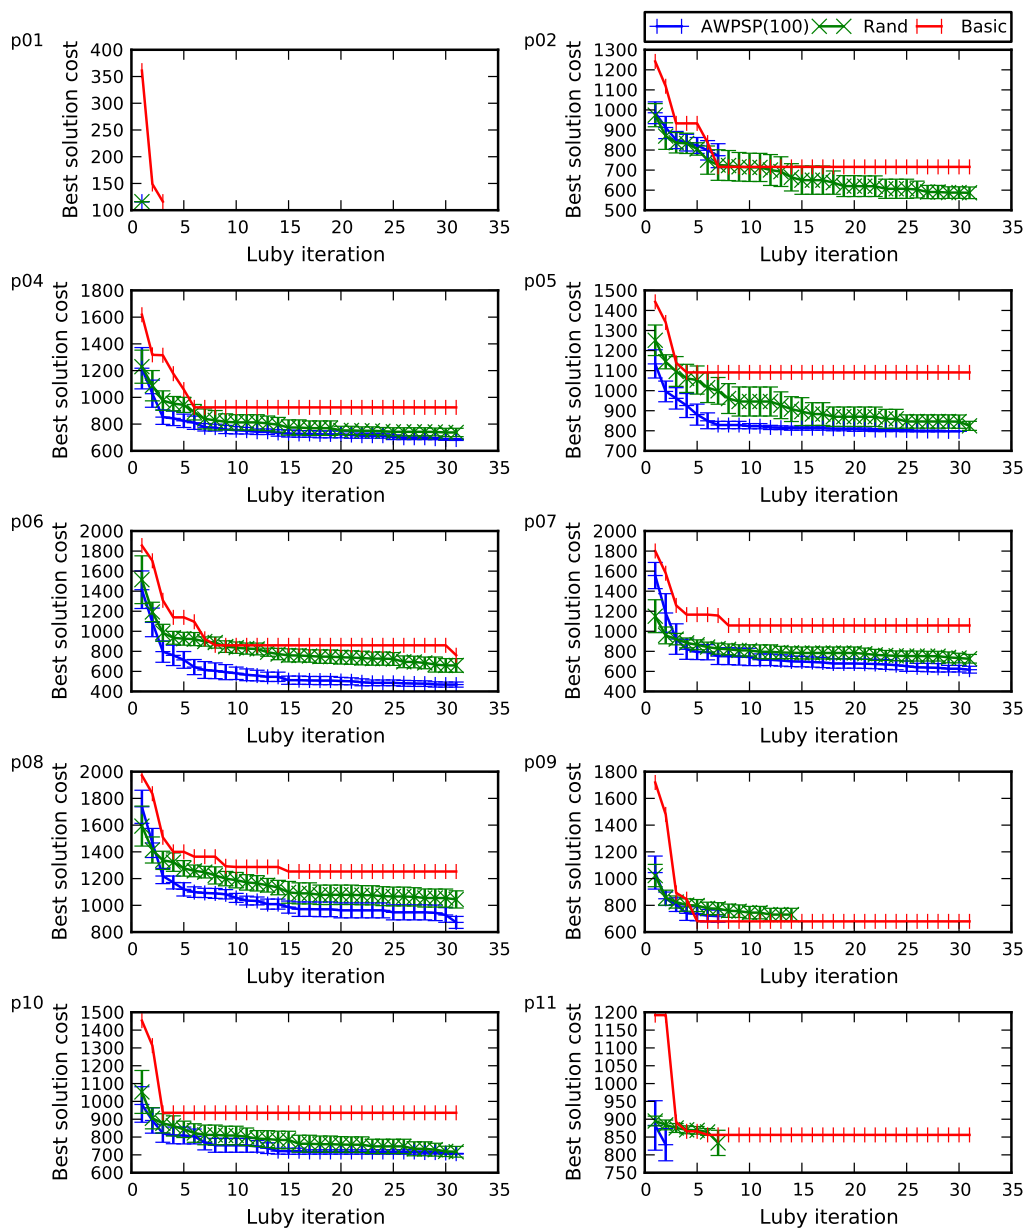 AWPSP(100) Rand Basic
p01
400
350
300
250
200
150
100
0 5 10 15 20 25 30 35
Best solution cost
Luby iteration
p02
1300
1200
1100
1000
900
800
700
600
500
0 5 10 15 20 25 30 35
Best solution cost
Luby iteration
p04
1800
1600
1400
1200
1000
800
600
0 5 10 15 20 25 30 35
Best solution cost
Luby iteration
p05
1500
1400
1300
1200
1100
1000
900
800
700
0 5 10 15 20 25 30 35
Best solution cost
Luby iteration
p06
2000
1800
1600
1400
1200
1000
800
600
400
0 5 10 15 20 25 30 35
Best solution cost
Luby iteration
p07
2000
1800
1600
1400
1200
1000
800
600
400
0 5 10 15 20 25 30 35
Best solution cost
Luby iteration
p08
2000
1800
1600
1400
1200
1000
800
0 5 10 15 20 25 30 35
Best solution cost
Luby iteration
p09
1800
1600
1400
1200
1000
800
600
0 5 10 15 20 25 30 35
Best solution cost
Luby iteration
p10
1500
1400
1300
1200
1100
1000
900
800
700
600
0 5 10 15 20 25 30 35
Best solution cost
Luby iteration
p11
1200
1150
1100
1050
1000
950
900
850
800
750
0 5 10 15 20 25 30 35
Best solution cost
Luby iteration